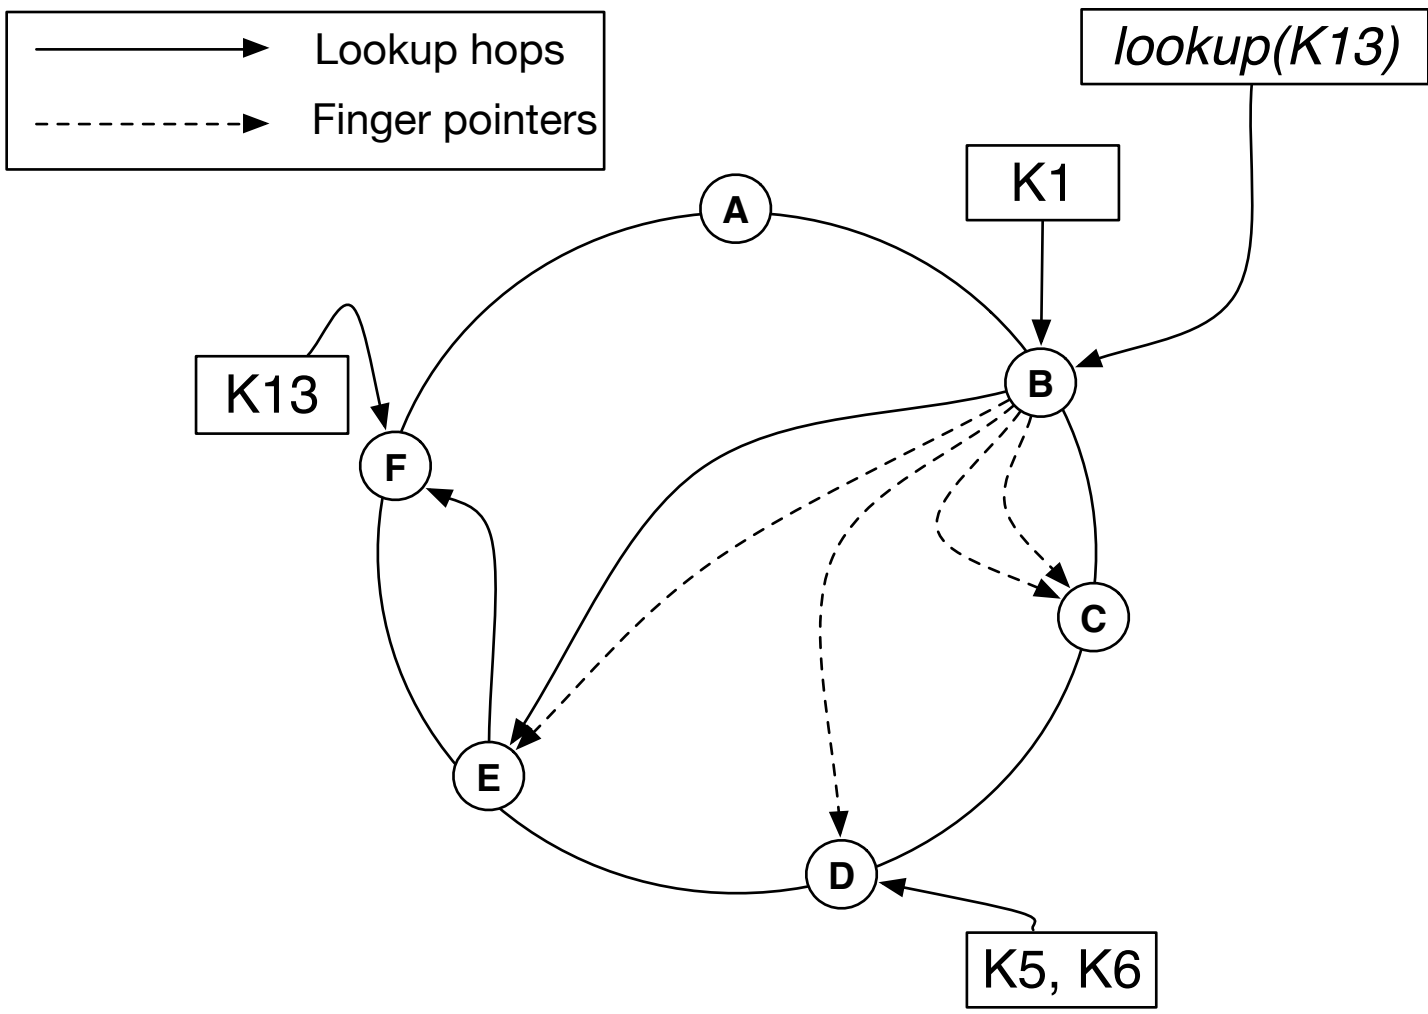 Lookup hops
Finger pointers
lookup(K13)
K1
A
B
K13
F
C
E
D
K5, K6